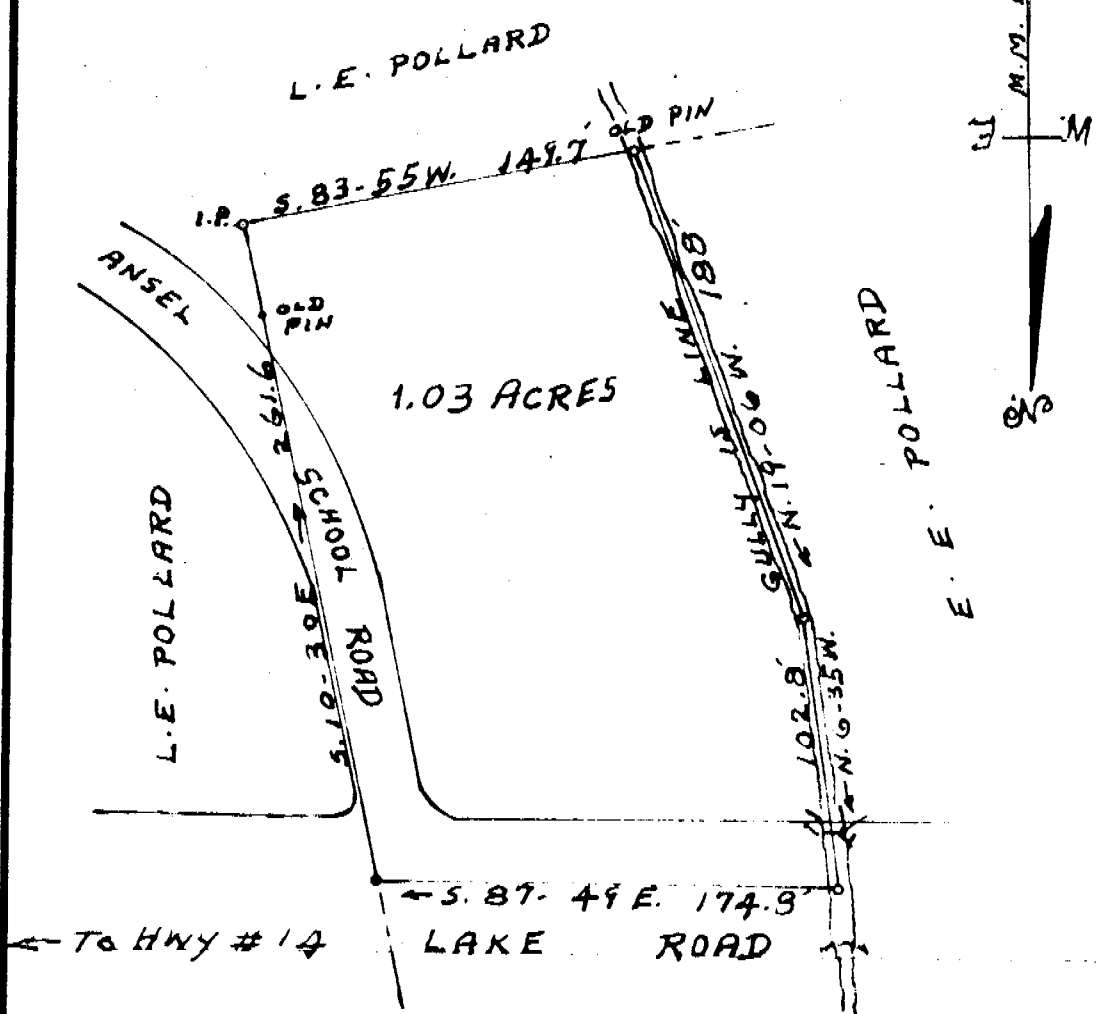 L. E. POLLARD
M.M.
OLD PIN
S. 83-55 W. 149.7'
I.P.
E M
ANSEL
OLD
PIN
188'
LINE
1.03 ACRES
261.6
IS
N. 19-06 W.
E. E. POLLARD
SCHOOL
GULLY
L.E. POLLARD
S. 10-30E
ROAD
102.8'
N. 6-35 W.
S. 87-49 E. 174.3'
To HWY # 14 LAKE ROAD